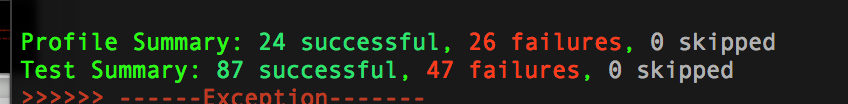 Profile Summary: 24 successful, 26 failures, 0 skipped
Test Summary: 87 successful, 47 failures, 0 skipped
>>>>>> ------Exception-------